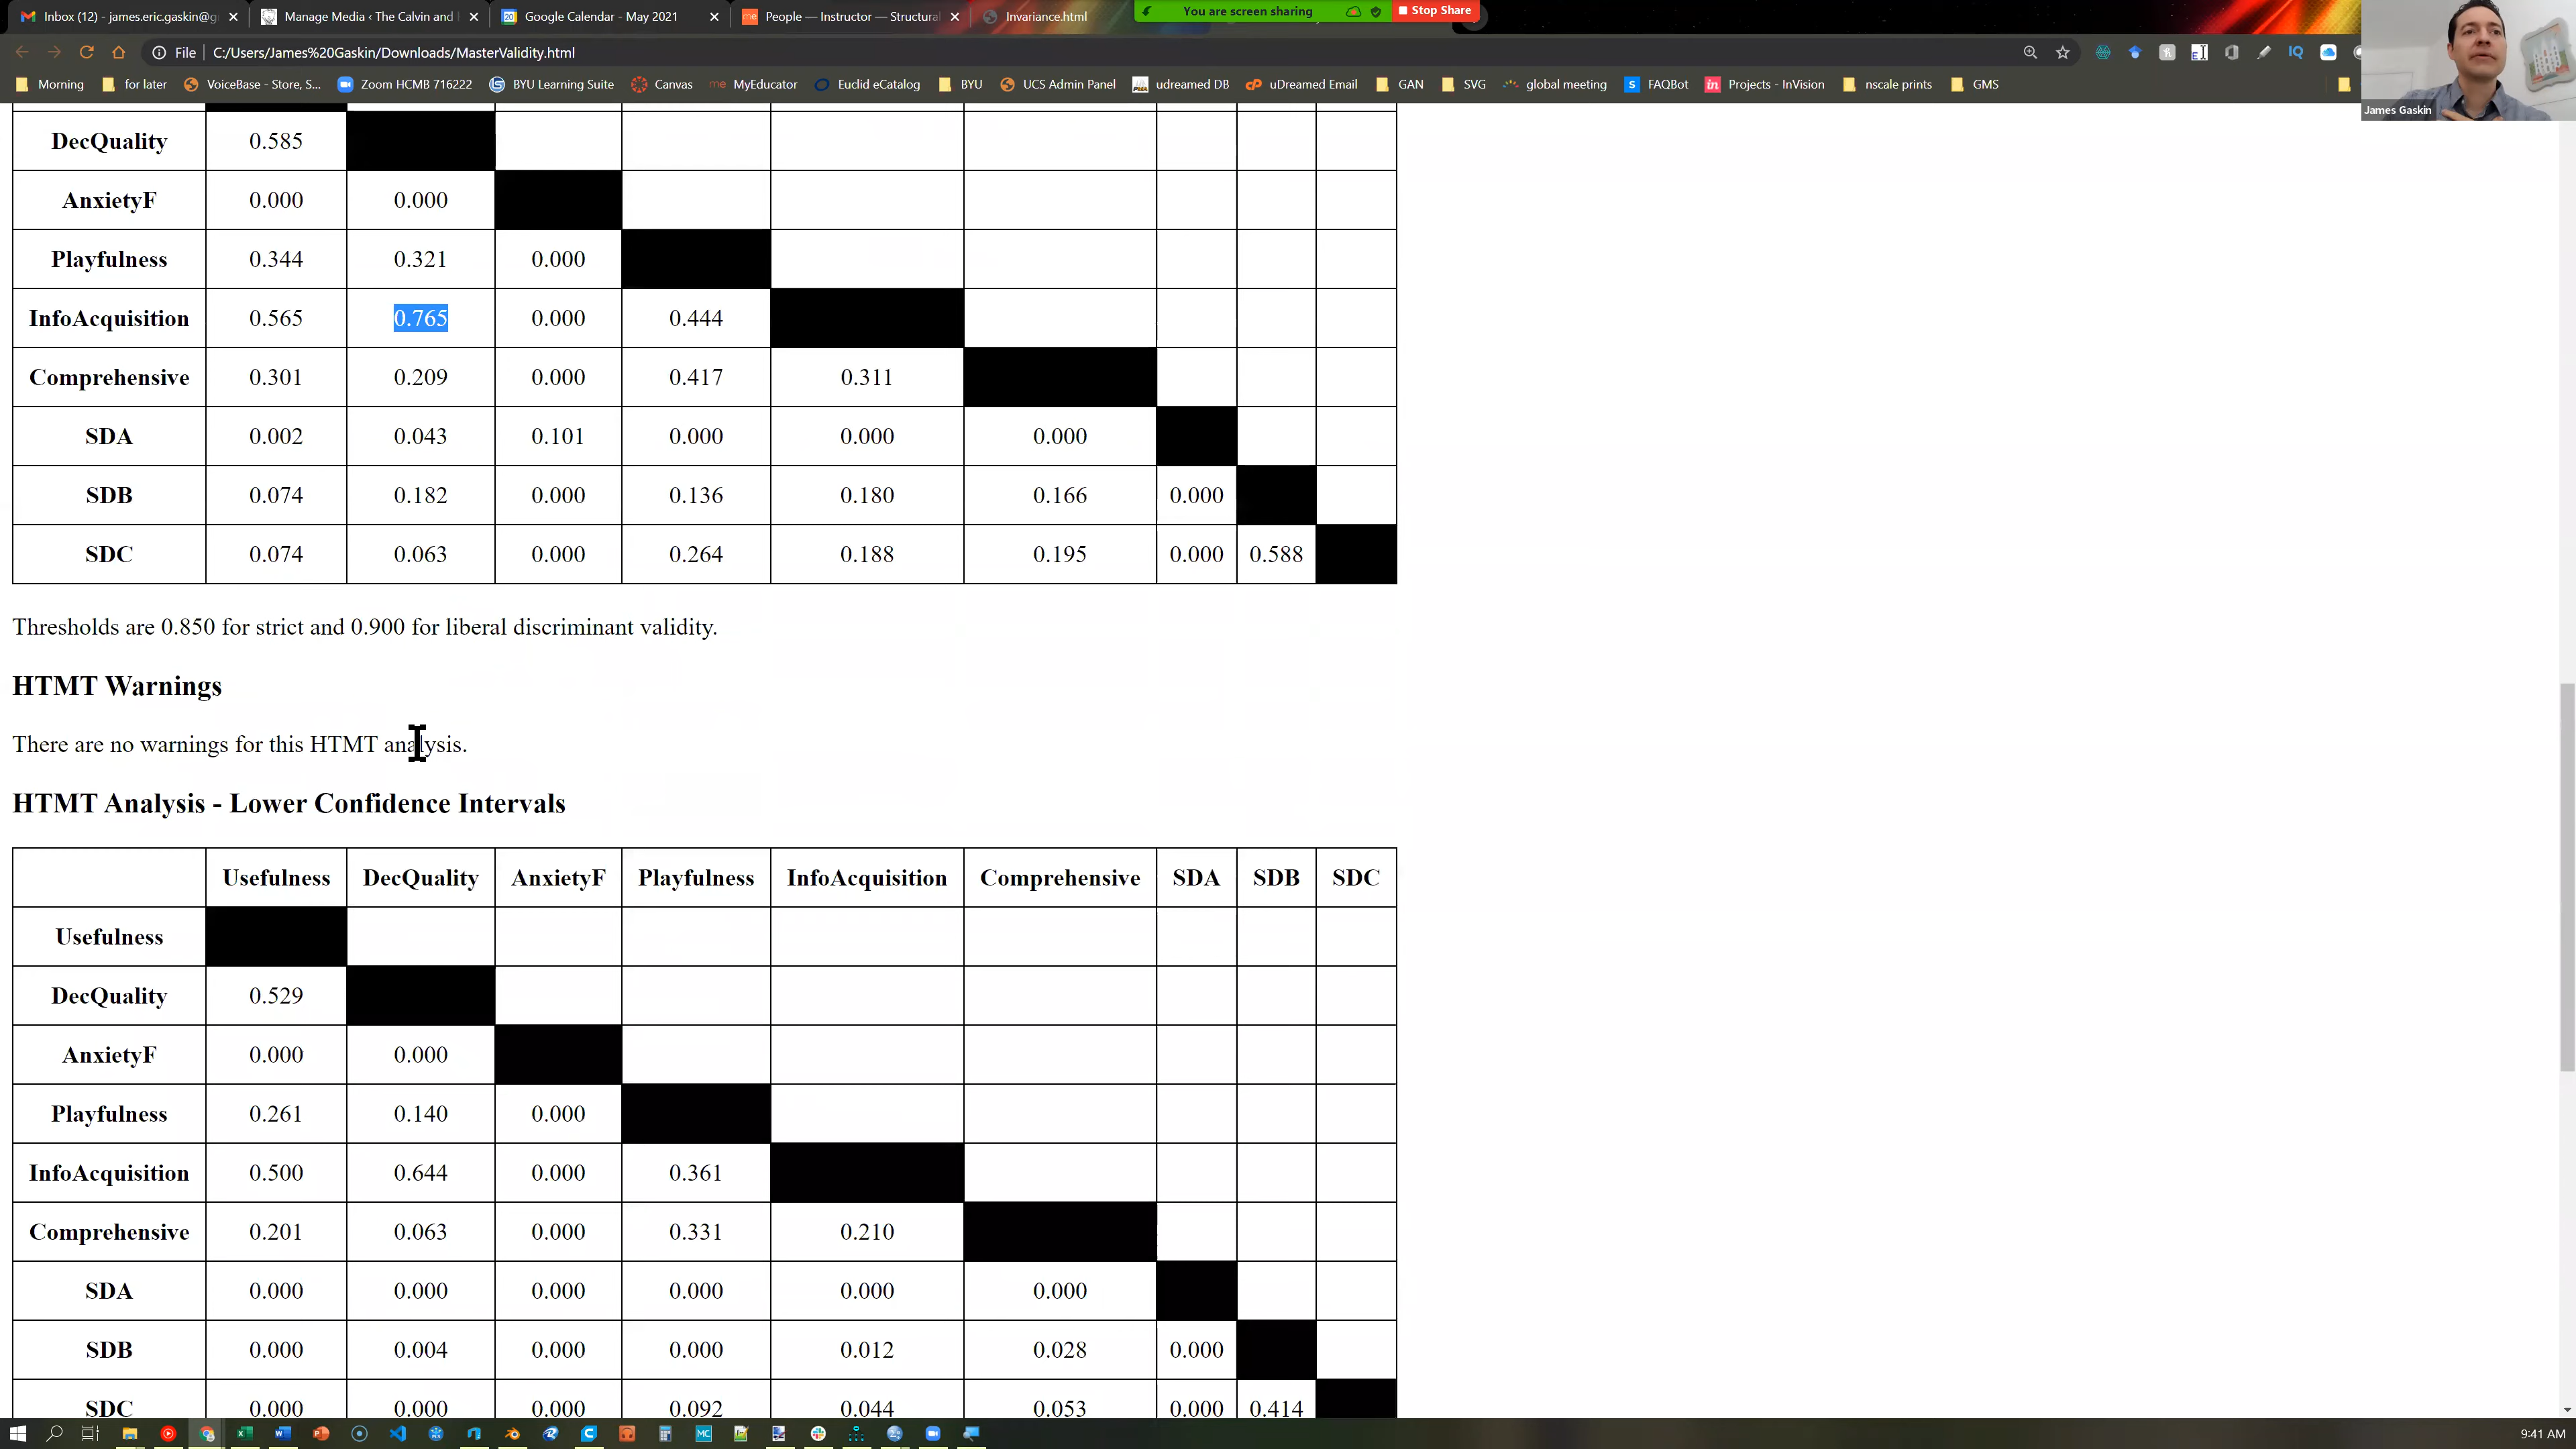 Inbox (12) - james.eric.gaskin@g
Manage Media ‹ The Calvin and
Google Calendar - May 2021
People — Instructor — Structural
Invariance.html
You are screen sharing
Stop Share
File
C:/Users/James%20Gaskin/Downloads/MasterValidity.html
Morning
for later
VoiceBase - Store, S...
Zoom HCMB 716222
BYU Learning Suite
Canvas
MyEducator
Euclid eCatalog
BYU
UCS Admin Panel
udreamed DB
uDreamed Email
GAN
SVG
global meeting
FAQBot
Projects - InVision
nscale prints
GMS
James Gaskin
DecQuality 0.585
AnxietyF 0.000 0.000
Playfulness 0.344 0.321 0.000
InfoAcquisition 0.565 0.765 0.000 0.444
Comprehensive 0.301 0.209 0.000 0.417 0.311
SDA 0.002 0.043 0.101 0.000 0.000 0.000
SDB 0.074 0.182 0.000 0.136 0.180 0.166 0.000
SDC 0.074 0.063 0.000 0.264 0.188 0.195 0.000 0.588
Thresholds are 0.850 for strict and 0.900 for liberal discriminant validity.
HTMT Warnings
There are no warnings for this HTMT analysis.
HTMT Analysis - Lower Confidence Intervals
Usefulness DecQuality AnxietyF Playfulness InfoAcquisition Comprehensive SDA SDB SDC
Usefulness
DecQuality 0.529
AnxietyF 0.000 0.000
Playfulness 0.261 0.140 0.000
InfoAcquisition 0.500 0.644 0.000 0.361
Comprehensive 0.201 0.063 0.000 0.331 0.210
SDA 0.000 0.000 0.000 0.000 0.000 0.000
SDB 0.000 0.004 0.000 0.000 0.012 0.028 0.000
SDC 0.000 0.000 0.000 0.092 0.044 0.053 0.000 0.414
9:41 AM